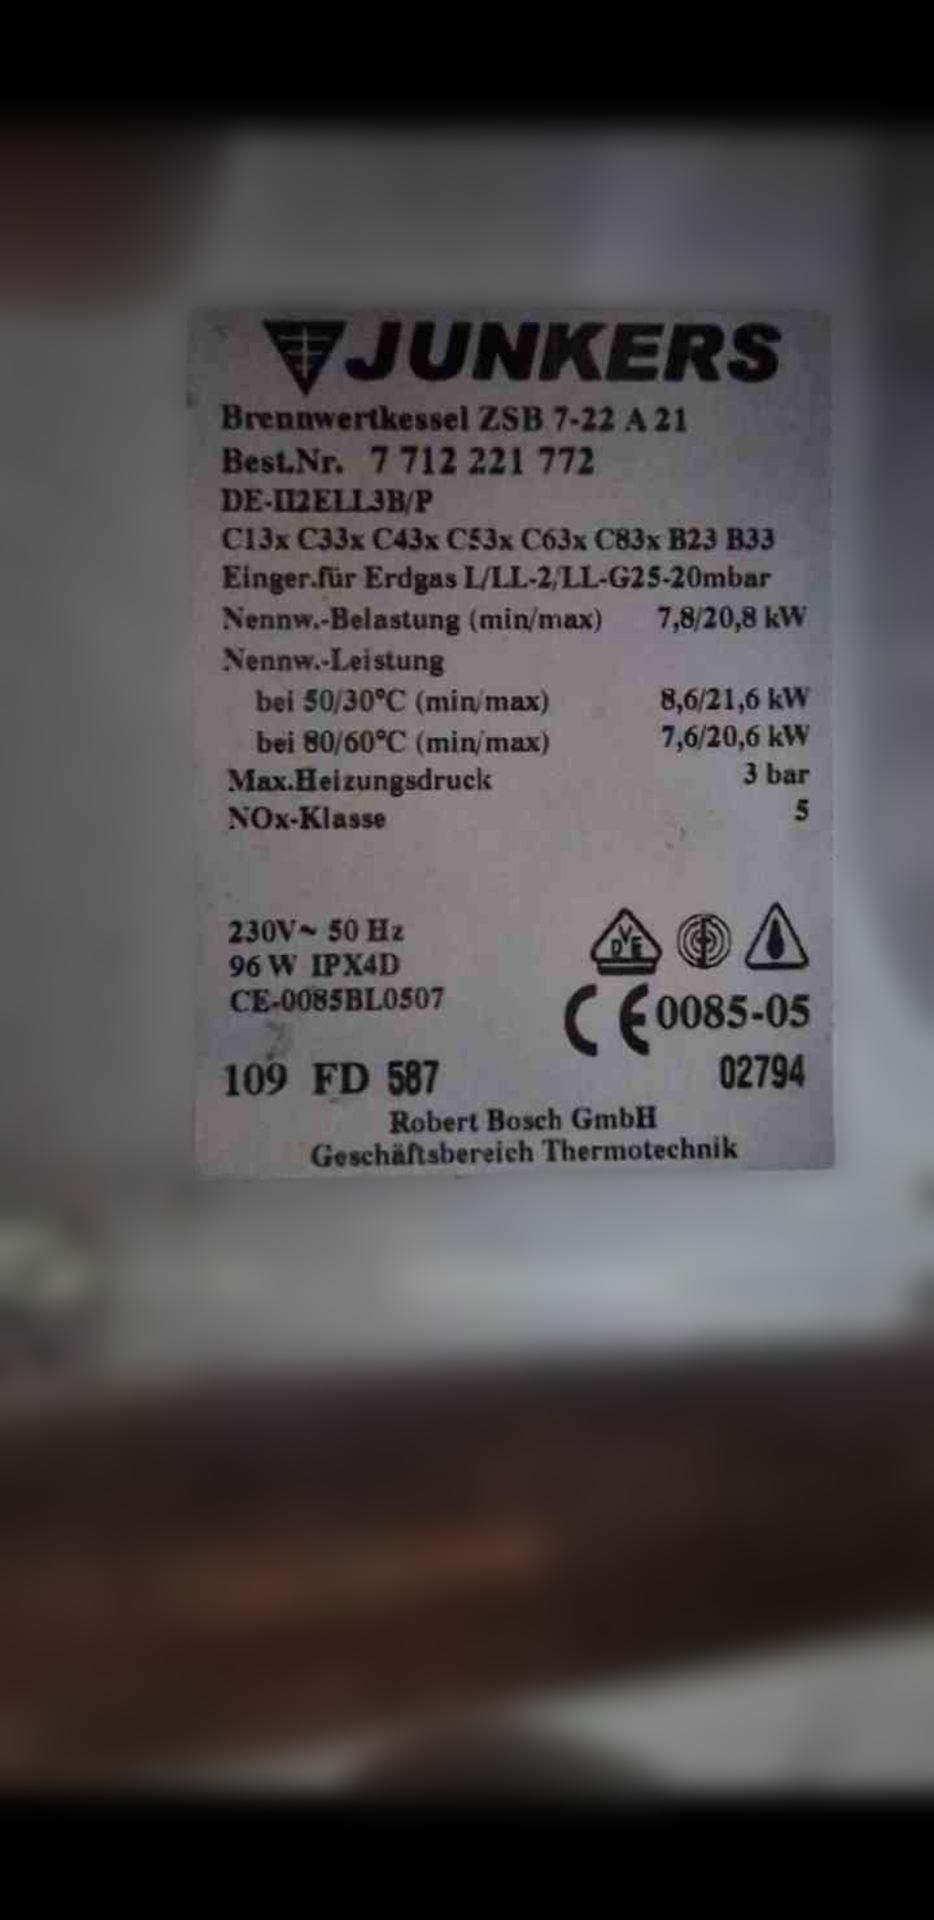 JUNKERS
Brennwertkessel ZSB 7-22 A 21
Best.Nr. 7 712 221 772
DE-II2ELL3B/P
C13x C33x C43x C53x C63x C83x B23 B33
Einger.für Erdgas L/LL-2/LL-G25-20mbar
Nennw.-Belastung (min/max) 7,8/20,8 kW
Nennw.-Leistung
bei 50/30°C (min/max) 8,6/21,6 kW
bei 80/60°C (min/max) 7,6/20,6 kW
Max.Heizungsdruck 3 bar
NOx-Klasse 5
230V~ 50 Hz
96 W IPX4D
DVE
CE-0085BL0507
CE 0085-05
109 FD 587 02794
Robert Bosch GmbH
Geschäftsbereich Thermotechnik